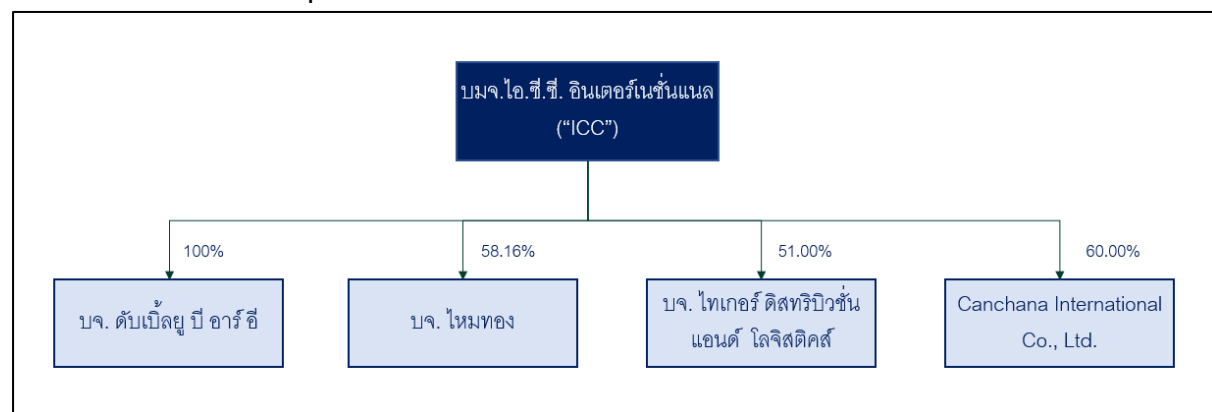 บมจ.ไอ.ซี.ซี. อินเตอร์เนชั่นแนล
(“ICC”)
100%
58.16%
51.00%
60.00%
บจ. ดับเบิ้ลยู บี อาร์ อี
บจ. ไหมทอง
บจ. ไทเกอร์ ดิสทริบิวชั่น
แอนด์ โลจิสติคส์
Canchana International
Co., Ltd.